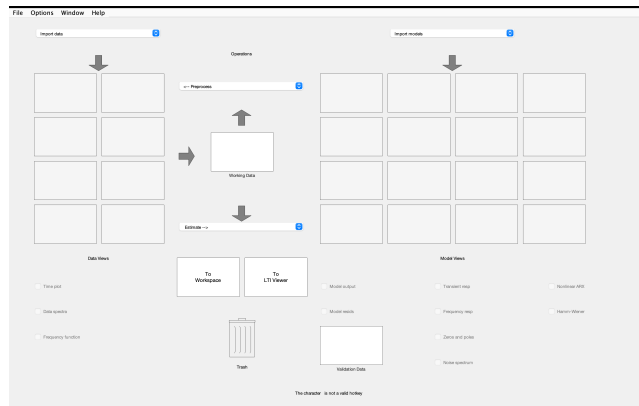 File Options Window Help
Import data
Import models
Operations
<-- Preprocess
Working Data
Estimate -->
Data Views
Model Views
To
Workspace
To
LTI Viewer
Time plot
Data spectra
Frequency function
Model output
Transient resp
Nonlinear ARX
Model resids
Frequency resp
Hamm-Wiener
Zeros and poles
Noise spectrum
Trash
Validation Data
The character is not a valid hotkey